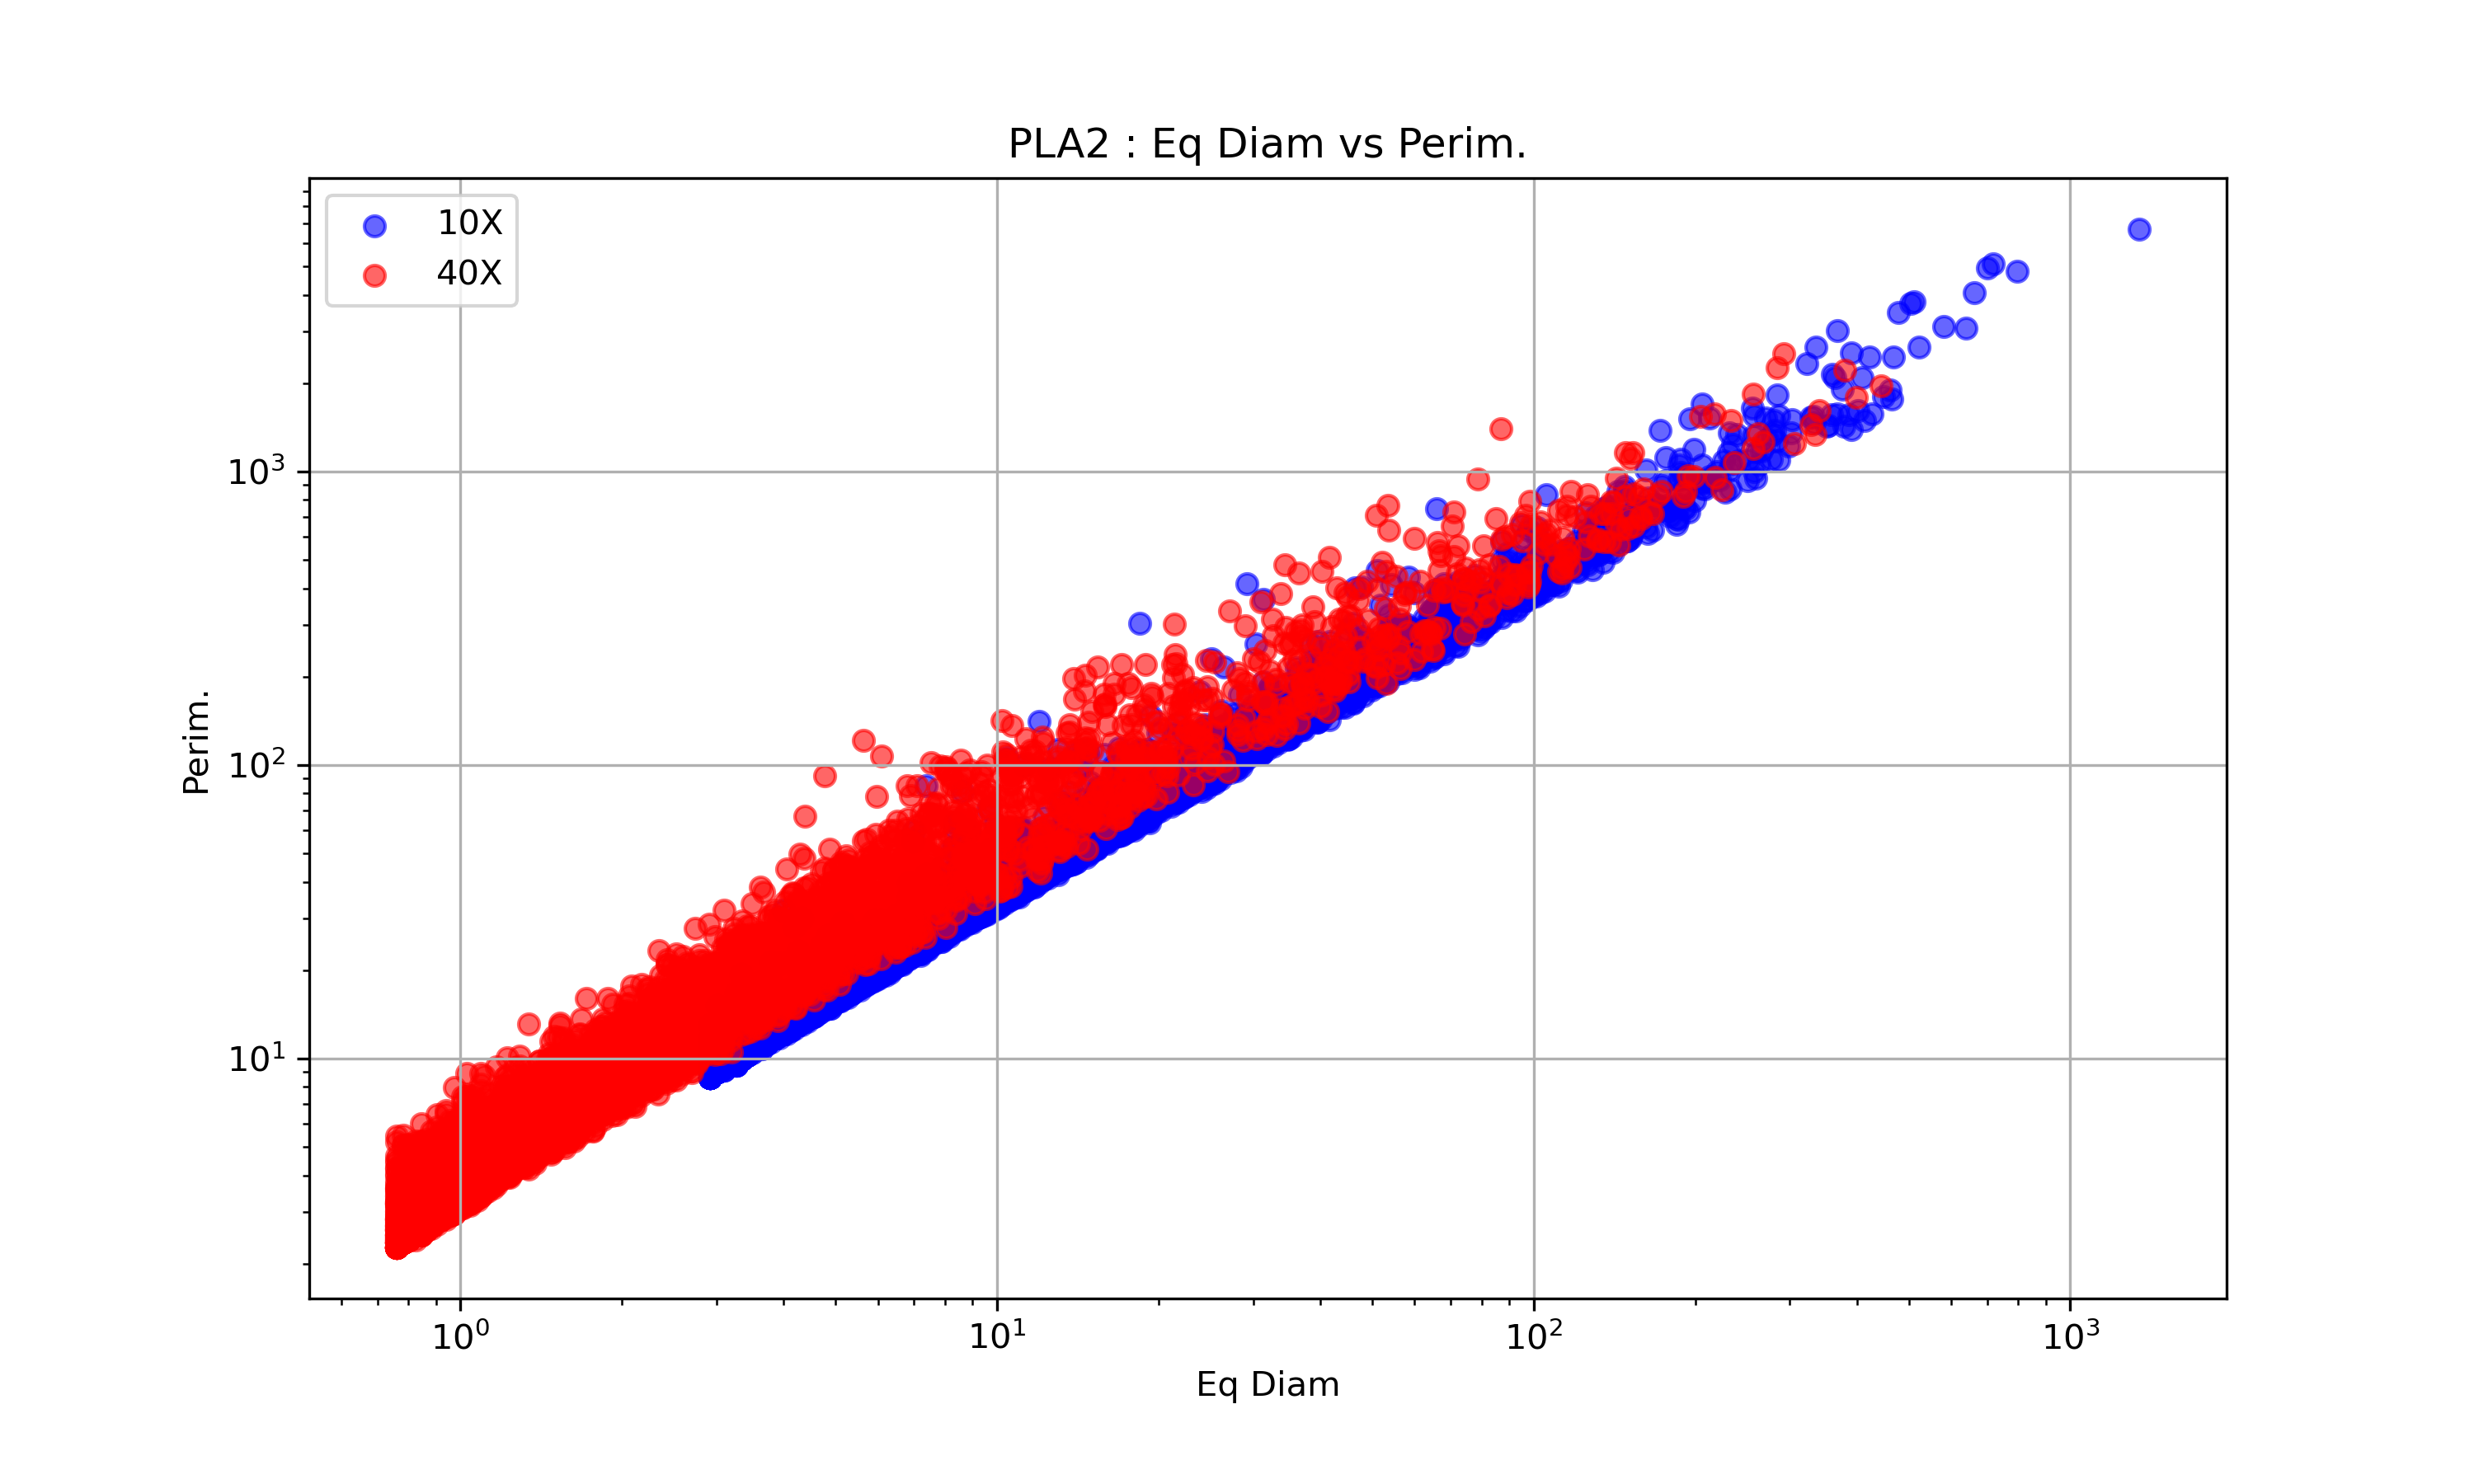 PLA2 : Eq Diam vs Perim.
10X
40X
Perim.
10³
10²
10¹
10⁰
10¹
10²
10³
Eq Diam